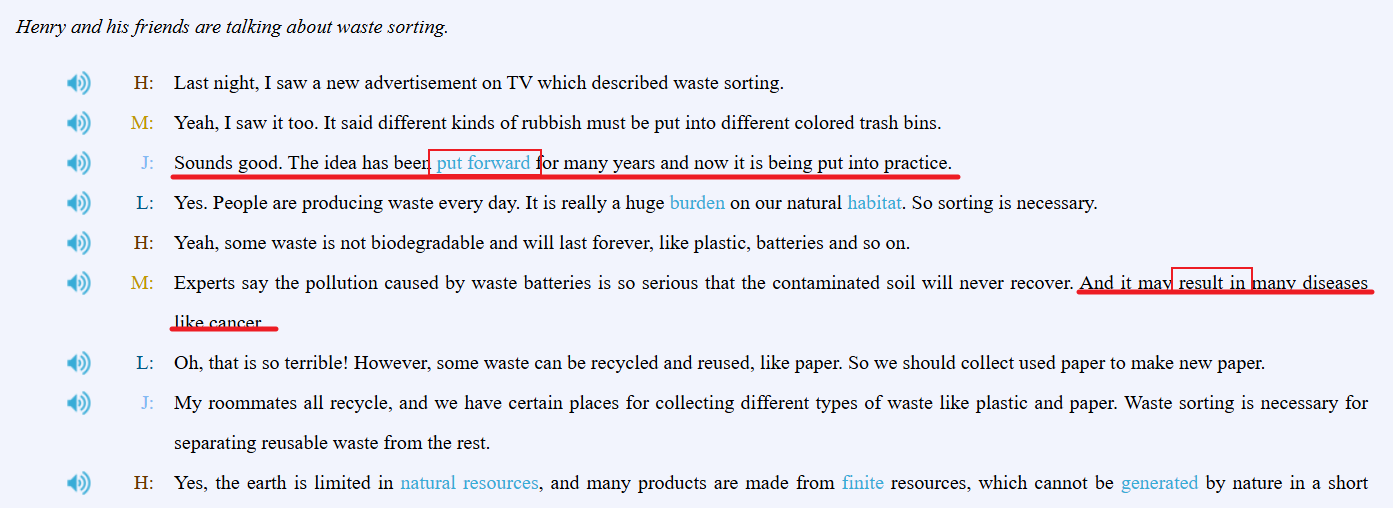 Henry and his friends are talking about waste sorting.
H: Last night, I saw a new advertisement on TV which described waste sorting.
M: Yeah, I saw it too. It said different kinds of rubbish must be put into different colored trash bins.
J: Sounds good. The idea has been put forward for many years and now it is being put into practice.
L: Yes. People are producing waste every day. It is really a huge burden on our natural habitat. So sorting is necessary.
H: Yeah, some waste is not biodegradable and will last forever, like plastic, batteries and so on.
M: Experts say the pollution caused by waste batteries is so serious that the contaminated soil will never recover. And it may result in many diseases
like cancer
L: Oh, that is so terrible! However, some waste can be recycled and reused, like paper. So we should collect used paper to make new paper.
J: My roommates all recycle, and we have certain places for collecting different types of waste like plastic and paper. Waste sorting is necessary for
separating reusable waste from the rest.
H: Yes, the earth is limited in natural resources, and many products are made from finite resources, which cannot be generated by nature in a short